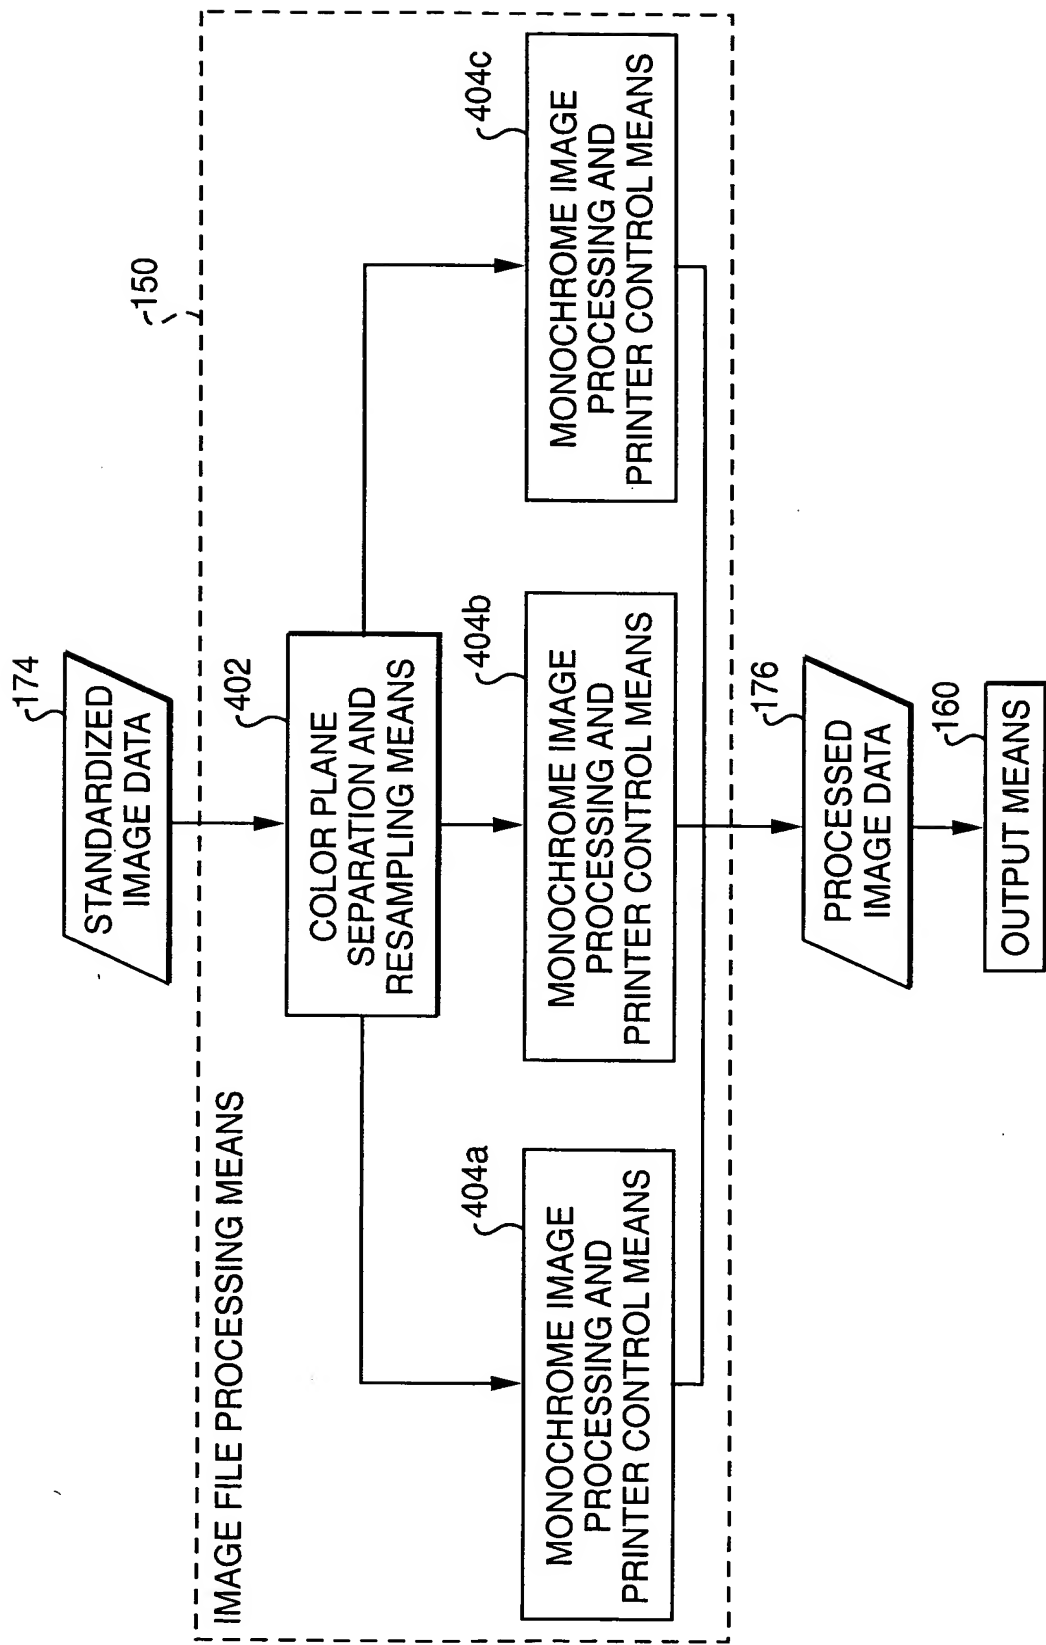 174
STANDARDIZED
IMAGE DATA
150
IMAGE FILE PROCESSING MEANS
402
COLOR PLANE
SEPARATION AND
RESAMPLING MEANS
404a
MONOCHROME IMAGE
PROCESSING AND
PRINTER CONTROL MEANS
404b
MONOCHROME IMAGE
PROCESSING AND
PRINTER CONTROL MEANS
404c
MONOCHROME IMAGE
PROCESSING AND
PRINTER CONTROL MEANS
176
PROCESSED
IMAGE DATA
160
OUTPUT MEANS